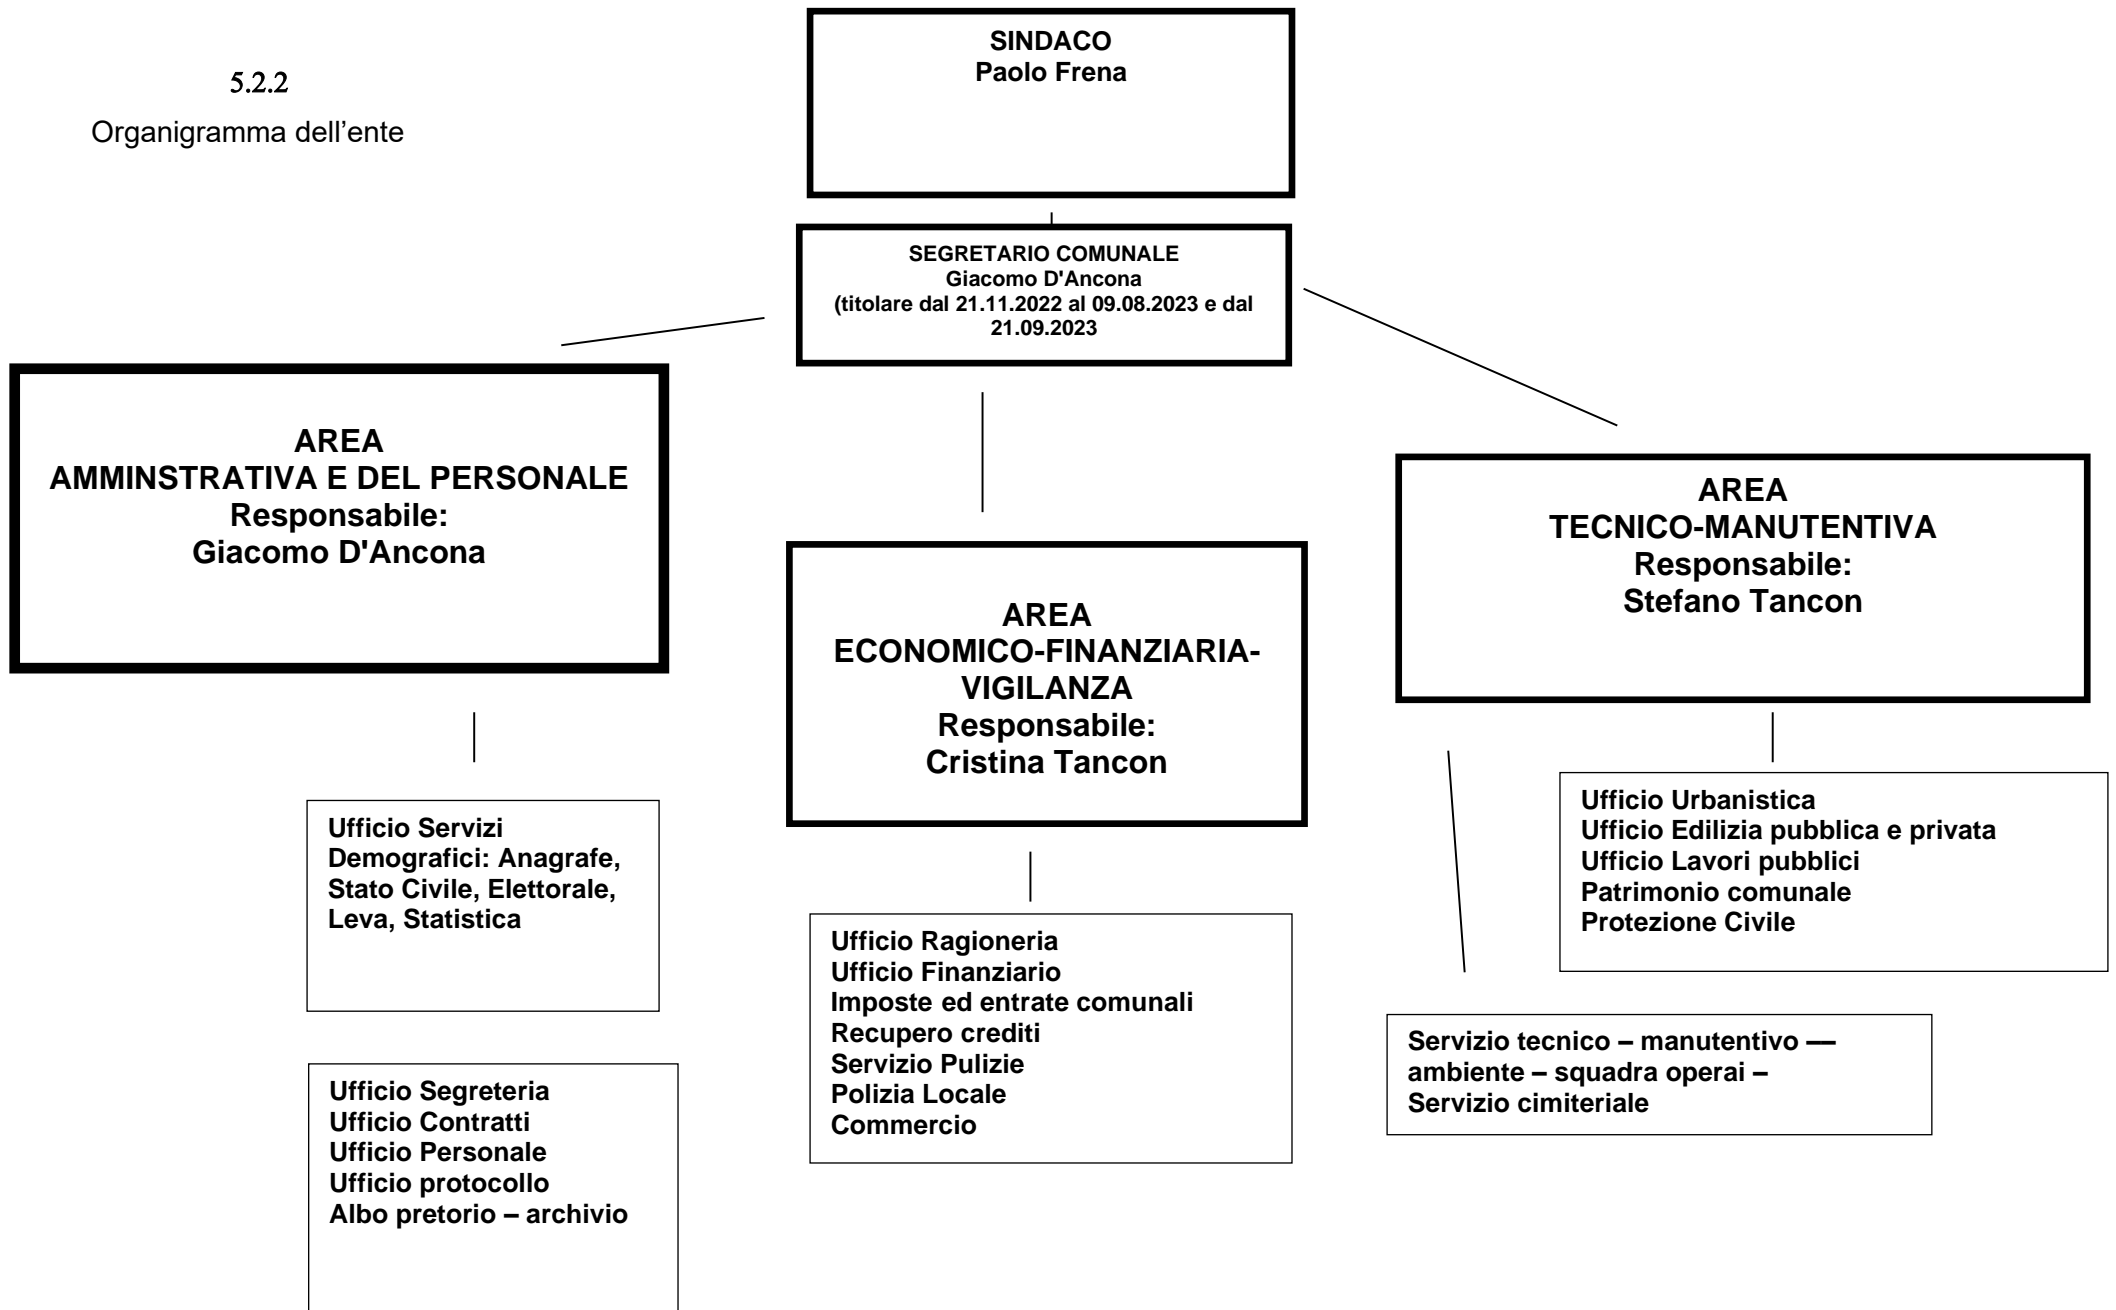 5.2.2
Organigramma dell'ente
SINDACO
Paolo Frena
SEGRETARIO COMUNALE
Giacomo D'Ancona
(titolare dal 21.11.2022 al 09.08.2023 e dal
21.09.2023
AREA
AMMINSTRATIVA E DEL PERSONALE
Responsabile:
Giacomo D'Ancona
AREA
ECONOMICO-FINANZIARIA-
VIGILANZA
Responsabile:
Cristina Tancon
AREA
TECNICO-MANUTENTIVA
Responsabile:
Stefano Tancon
Ufficio Servizi
Demografici: Anagrafe,
Stato Civile, Elettorale,
Leva, Statistica
Ufficio Segreteria
Ufficio Contratti
Ufficio Personale
Ufficio protocollo
Albo pretorio – archivio
Ufficio Ragioneria
Ufficio Finanziario
Imposte ed entrate comunali
Recupero crediti
Servizio Pulizie
Polizia Locale
Commercio
Ufficio Urbanistica
Ufficio Edilizia pubblica e privata
Ufficio Lavori pubblici
Patrimonio comunale
Protezione Civile
Servizio tecnico – manutentivo ––
ambiente – squadra operai –
Servizio cimiteriale